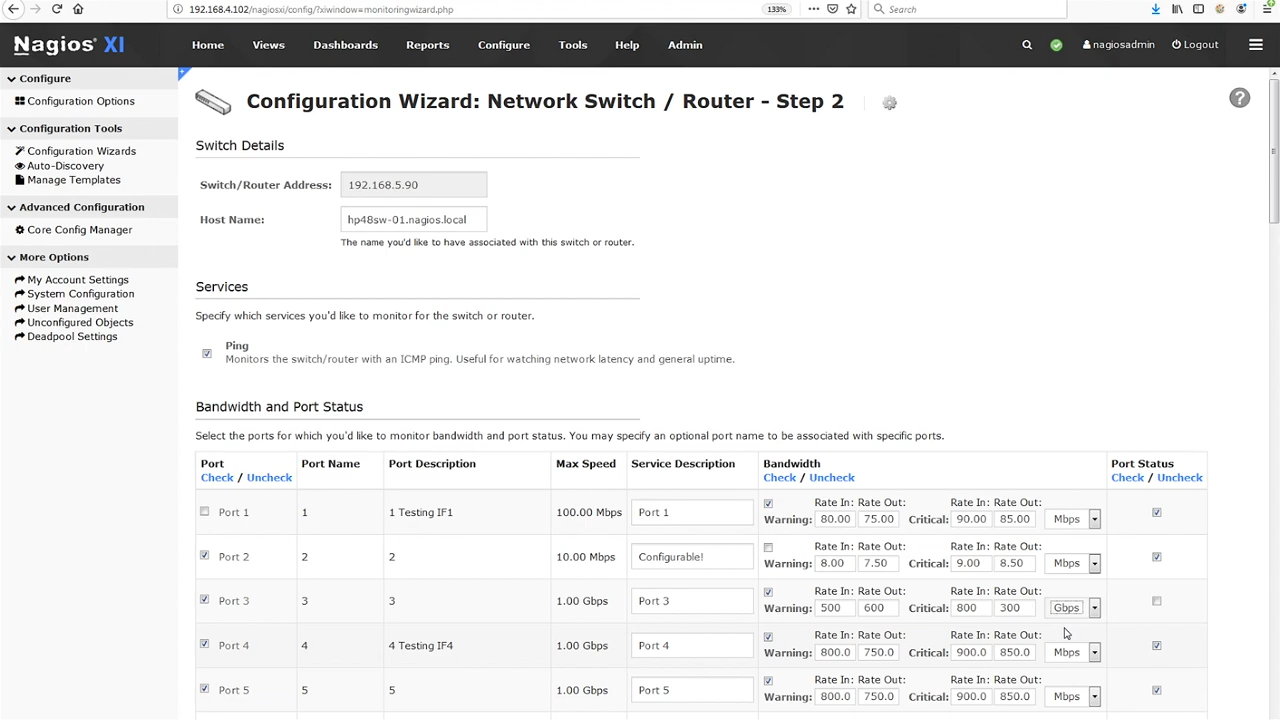 192.168.4.102/nagiosxi/config/?xiwindow=monitoringwizard.php
133%
Search
Nagios XI
Home
Views
Dashboards
Reports
Configure
Tools
Help
Admin
nagiosadmin
Logout
Configure
Configuration Options
Configuration Tools
Configuration Wizards
Auto-Discovery
Manage Templates
Advanced Configuration
Core Config Manager
More Options
My Account Settings
System Configuration
User Management
Unconfigured Objects
Deadpool Settings
Configuration Wizard: Network Switch / Router - Step 2
?
Switch Details
Switch/Router Address: 192.168.5.90
Host Name: hp48sw-01.nagios.local
The name you'd like to have associated with this switch or router.
Services
Specify which services you'd like to monitor for the switch or router.
Ping
Monitors the switch/router with an ICMP ping. Useful for watching network latency and general uptime.
Bandwidth and Port Status
Select the ports for which you'd like to monitor bandwidth and port status. You may specify an optional port name to be associated with specific ports.
Port Port Name Port Description Max Speed Service Description Bandwidth Port Status
Check / Uncheck Check / Uncheck Check / Uncheck
Rate In: Rate Out: Rate In: Rate Out:
Port 1 1 1 Testing IF1 100.00 Mbps Port 1 Warning: 80.00 75.00 Critical: 90.00 85.00 Mbps
Rate In: Rate Out: Rate In: Rate Out:
Port 2 2 2 10.00 Mbps Configurable! Warning: 8.00 7.50 Critical: 9.00 8.50 Mbps
Rate In: Rate Out: Rate In: Rate Out:
Port 3 3 3 1.00 Gbps Port 3 Warning: 500 600 Critical: 800 300 Gbps
Rate In: Rate Out: Rate In: Rate Out:
Port 4 4 4 Testing IF4 1.00 Gbps Port 4 Warning: 800.0 750.0 Critical: 900.0 850.0 Mbps
Rate In: Rate Out: Rate In: Rate Out:
Port 5 5 5 1.00 Gbps Port 5 Warning: 800.0 750.0 Critical: 900.0 850.0 Mbps